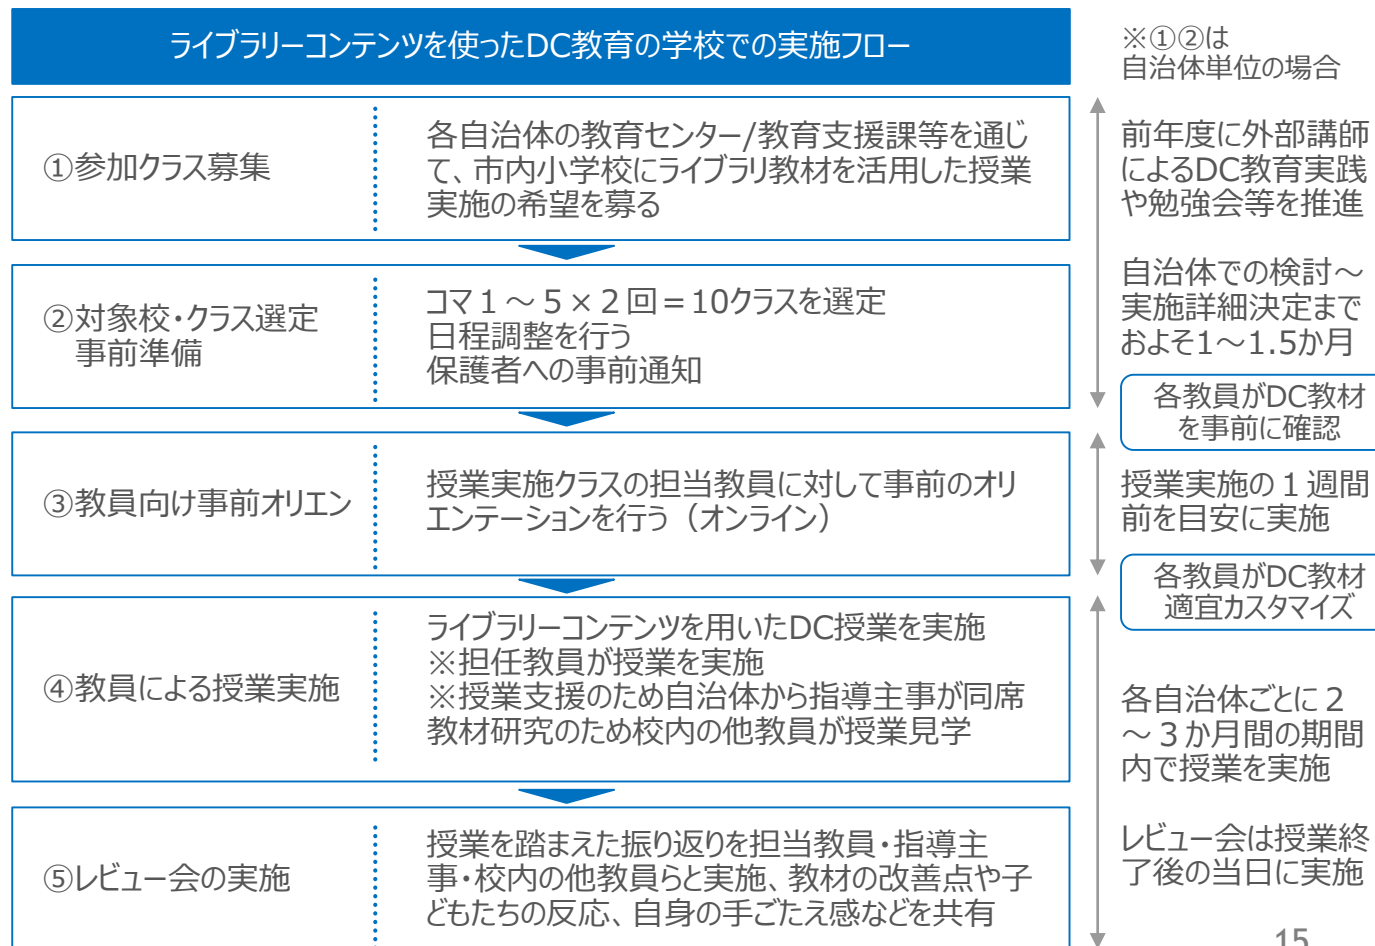 ライブラリーコンテンツを使ったDC教育の学校での実施フロー
※①②は
自治体単位の場合
①参加クラス募集
各自治体の教育センター/教育支援課等を通じ
て、市内小学校にライブラリ教材を活用した授業
実施の希望を募る
前年度に外部講師
によるDC教育実践
や勉強会等を推進
②対象校・クラス選定
事前準備
コマ１～５×２回＝10クラスを選定
日程調整を行う
保護者への事前通知
自治体での検討～
実施詳細決定まで
およそ1～1.5か月
各教員がDC教材
を事前に確認
③教員向け事前オリエン
授業実施クラスの担当教員に対して事前のオリ
エンテーションを行う（オンライン）
授業実施の１週間
前を目安に実施
各教員がDC教材
適宜カスタマイズ
④教員による授業実施
ライブラリーコンテンツを用いたDC授業を実施
※担任教員が授業を実施
※授業支援のため自治体から指導主事が同席
教材研究のため校内の他教員が授業見学
各自治体ごとに２
～３か月間の期間
内で授業を実施
⑤レビュー会の実施
授業を踏まえた振り返りを担当教員・指導主
事・校内の他教員らと実施、教材の改善点や子
どもたちの反応、自身の手ごたえ感などを共有
レビュー会は授業終
了後の当日に実施
15